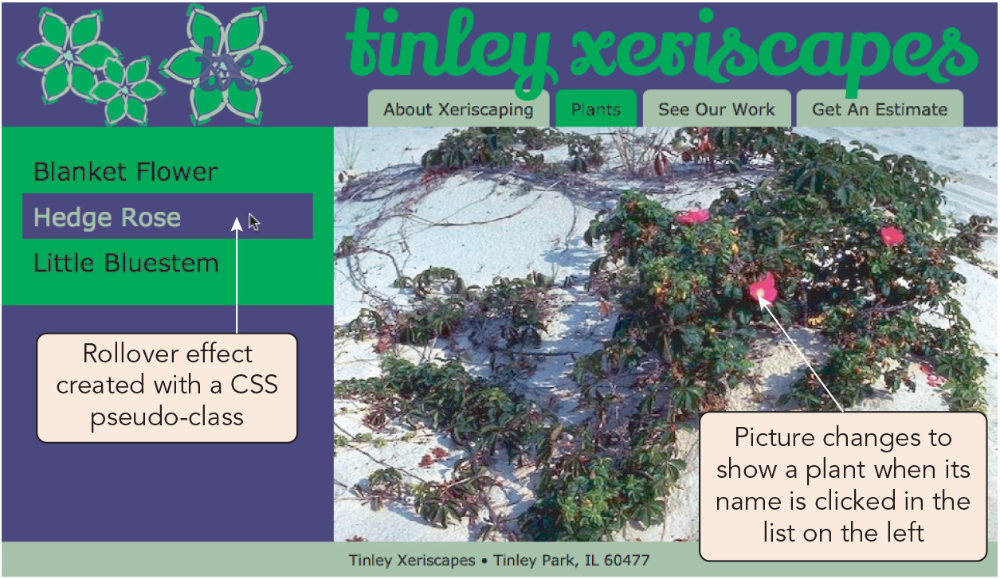 tinley xeriscapes
txe
About Xeriscaping
Plants
See Our Work
Get An Estimate
Blanket Flower
Hedge Rose
Little Bluestem
Rollover effect
created with a CSS
pseudo-class
Picture changes to
show a plant when its
name is clicked in the
list on the left
Tinley Xeriscapes • Tinley Park, IL 60477